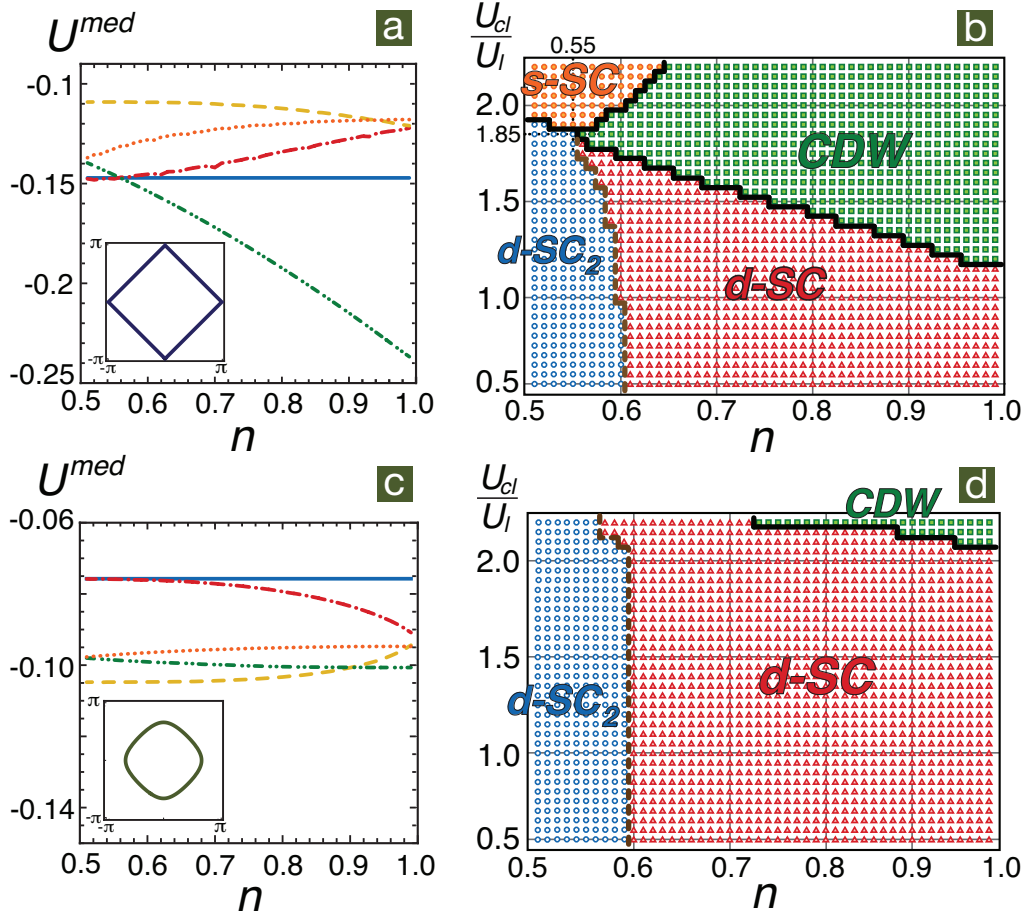 U^med
a
-0.1
-0.15
-0.2
-0.25
π
-π
-π
π
0.5 0.6 0.7 0.8 0.9 1.0
n
U_cl
U_l
b
0.55
2.0
1.85
1.5
1.0
0.5
s-SC
CDW
d-SC₂
d-SC
0.5 0.6 0.7 0.8 0.9 1.0
n
U^med
c
-0.06
-0.10
-0.14
π
-π
-π
π
0.5 0.6 0.7 0.8 0.9 1.0
n
U_cl
U_l
d
CDW
2.0
1.5
1.0
0.5
d-SC₂
d-SC
0.5 0.6 0.7 0.8 0.9 1.0
n